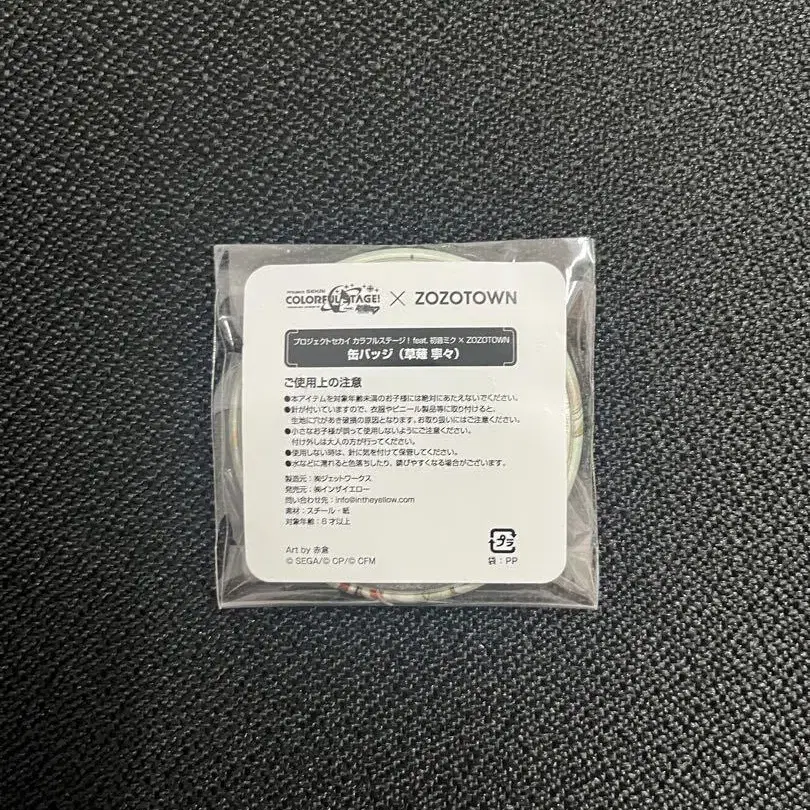 PROJECT SEKAI
COLORFUL STAGE! × ZOZOTOWN
プロジェクトセカイ カラフルステージ！ feat. 初音ミク × ZOZOTOWN
缶バッジ（草薙 寧々）
ご使用上の注意
●本アイテムを対象年齢未満のお子様には絶対にあたえないでください。
●針が付いていますので、衣服やビニール製品等に取り付けると、
生地に穴があき破損の原因となります。お取り扱いにはご注意ください。
●小さなお子様が誤って使用しないようにご注意ください。
付け外しは大人の方が行ってください。
●使用しない時は、針に気を付けて保管してください。
●水などに濡れると色落ちしたり、錆びやすくなる場合がございます。
製造元：㈱ジェットワークス
発売元：㈱インザイエロー
問い合わせ先：info@intheyellow.com
素材：スチール・紙
対象年齢：8才以上
Art by 赤倉
© SEGA/© CP/© CFM
プラ
袋：PP